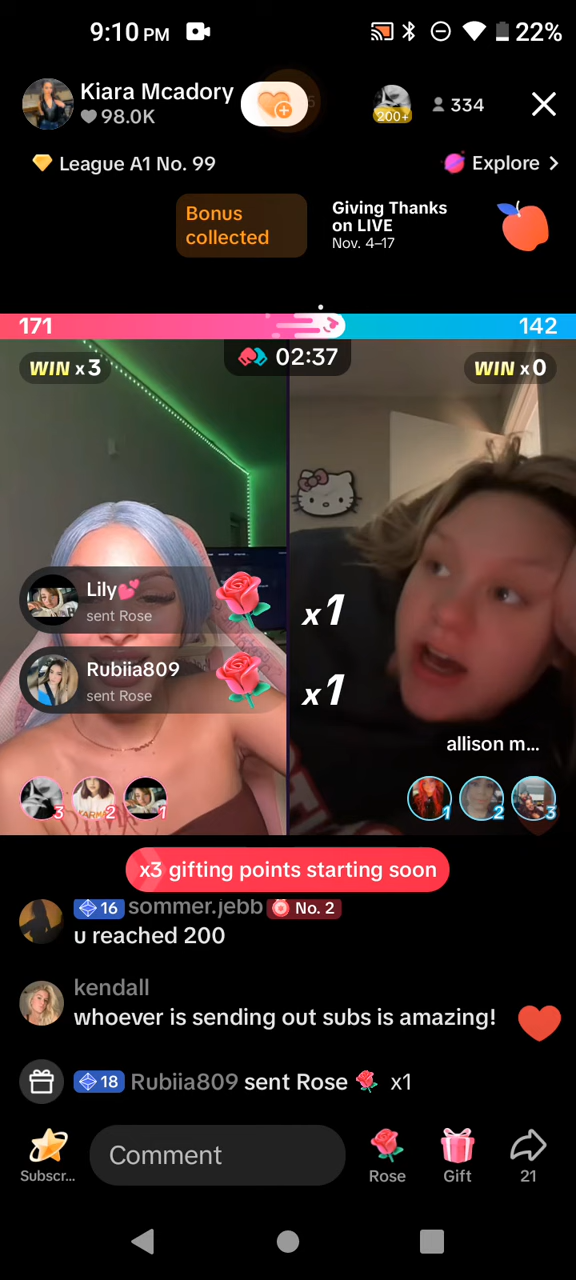 9:10 PM
22%
Kiara Mcadory
98.0K
200+
334
League A1 No. 99
Explore
Bonus
collected
Giving Thanks
on LIVE
Nov. 4–17
171
142
WIN x3
02:37
WIN x0
Lily
sent Rose
x1
Rubiia809
sent Rose
x1
allison m...
3
2
1
1
2
3
x3 gifting points starting soon
16 sommer.jebb No. 2
u reached 200
kendall
whoever is sending out subs is amazing!
18 Rubiia809 sent Rose x1
Subscr...
Comment
Rose
Gift
21